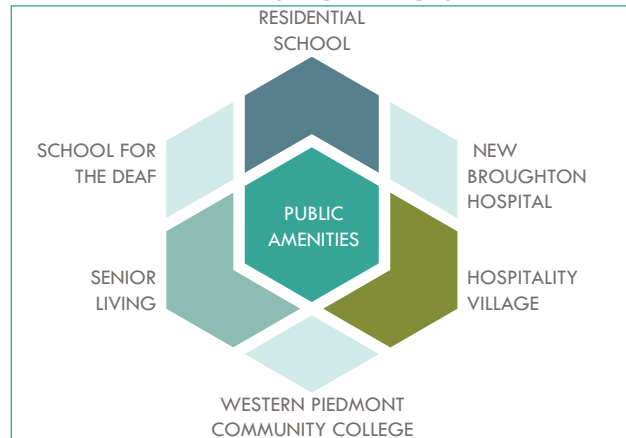 RESIDENTIAL
SCHOOL
SCHOOL FOR
THE DEAF
NEW
BROUGHTON
HOSPITAL
PUBLIC
AMENITIES
SENIOR
LIVING
HOSPITALITY
VILLAGE
WESTERN PIEDMONT
COMMUNITY COLLEGE